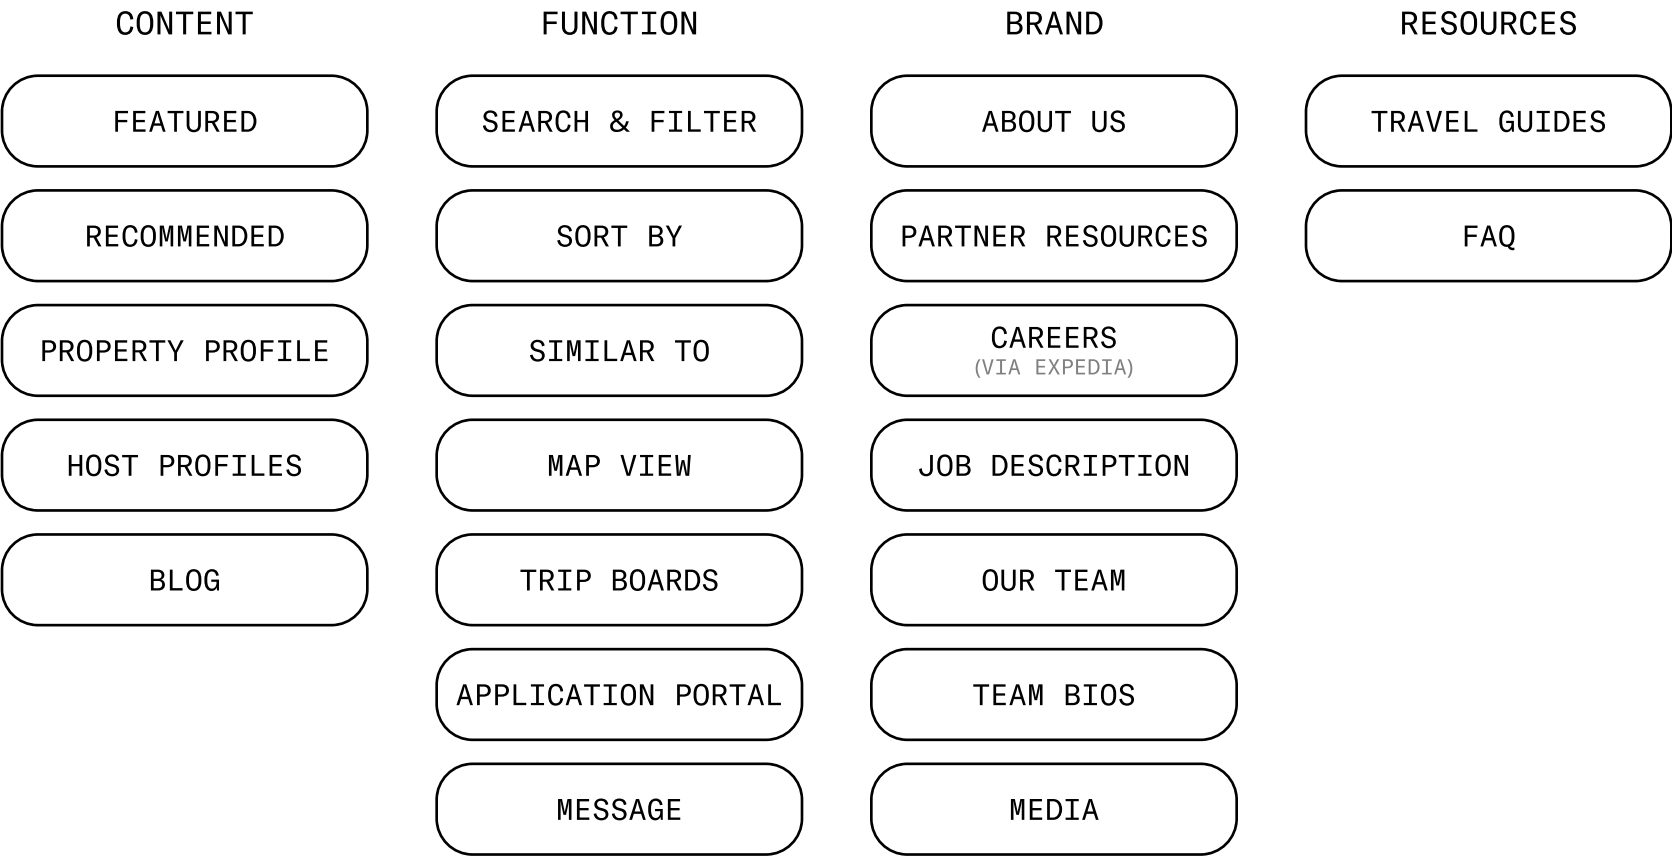 CONTENT
FEATURED
RECOMMENDED
PROPERTY PROFILE
HOST PROFILES
BLOG
FUNCTION
SEARCH & FILTER
SORT BY
SIMILAR TO
MAP VIEW
TRIP BOARDS
APPLICATION PORTAL
MESSAGE
BRAND
ABOUT US
PARTNER RESOURCES
CAREERS
(VIA EXPEDIA)
JOB DESCRIPTION
OUR TEAM
TEAM BIOS
MEDIA
RESOURCES
TRAVEL GUIDES
FAQ